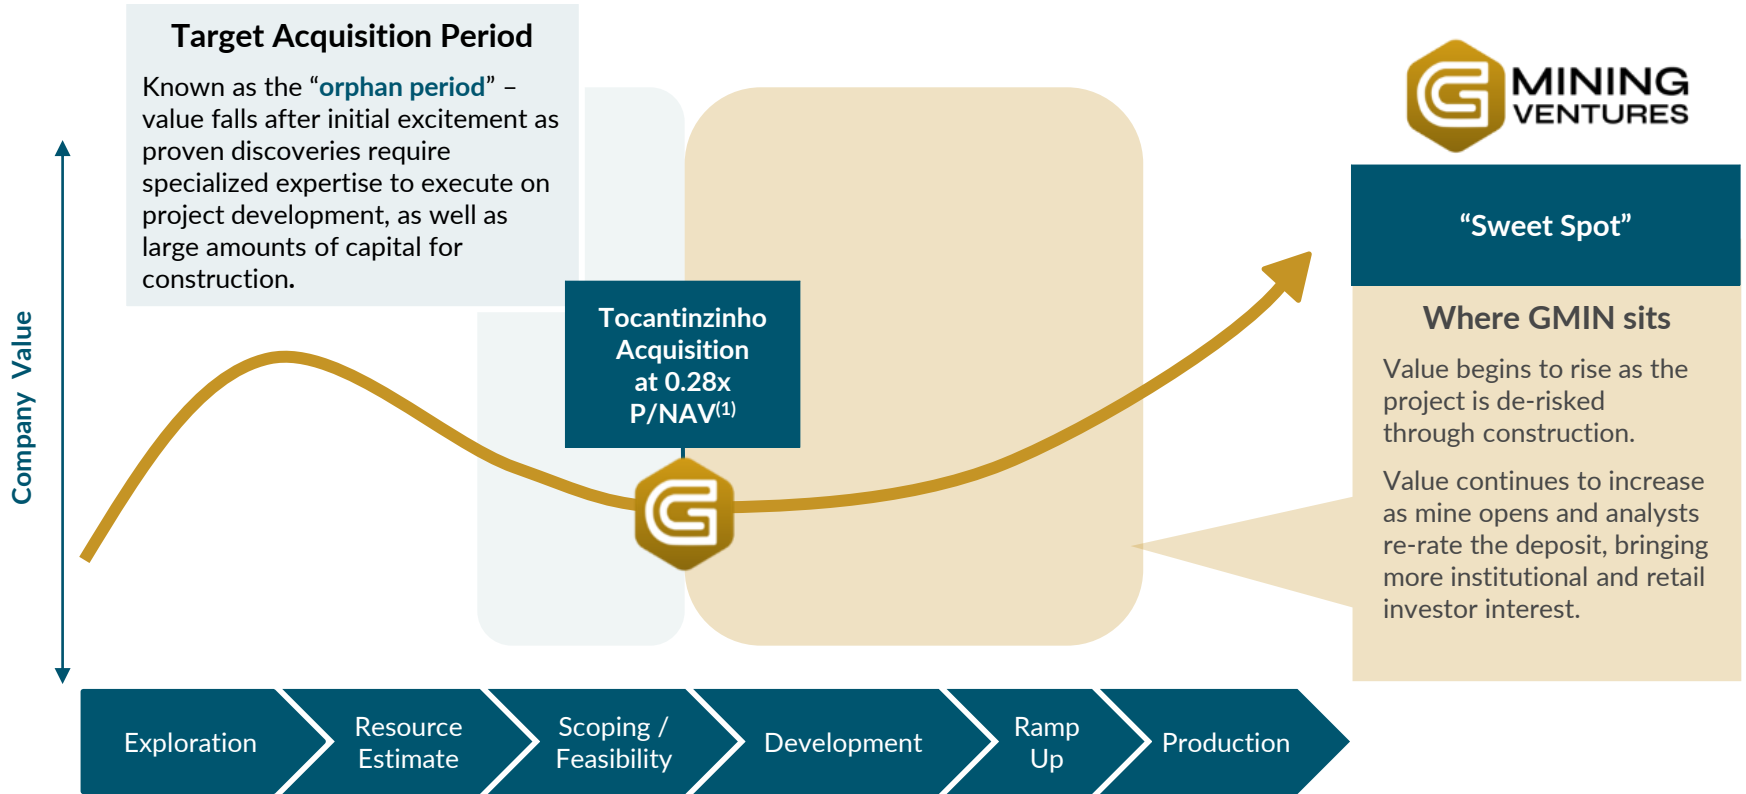 Target Acquisition Period
Known as the “orphan period” –
value falls after initial excitement as
proven discoveries require
specialized expertise to execute on
project development, as well as
large amounts of capital for
construction.
MINING
VENTURES
“Sweet Spot”
Where GMIN sits
Value begins to rise as the
project is de-risked
through construction.
Value continues to increase
as mine opens and analysts
re-rate the deposit, bringing
more institutional and retail
investor interest.
Tocantinzinho
Acquisition
at 0.28x
P/NAV(1)
Company Value
Exploration
Resource
Estimate
Scoping /
Feasibility
Development
Ramp
Up
Production